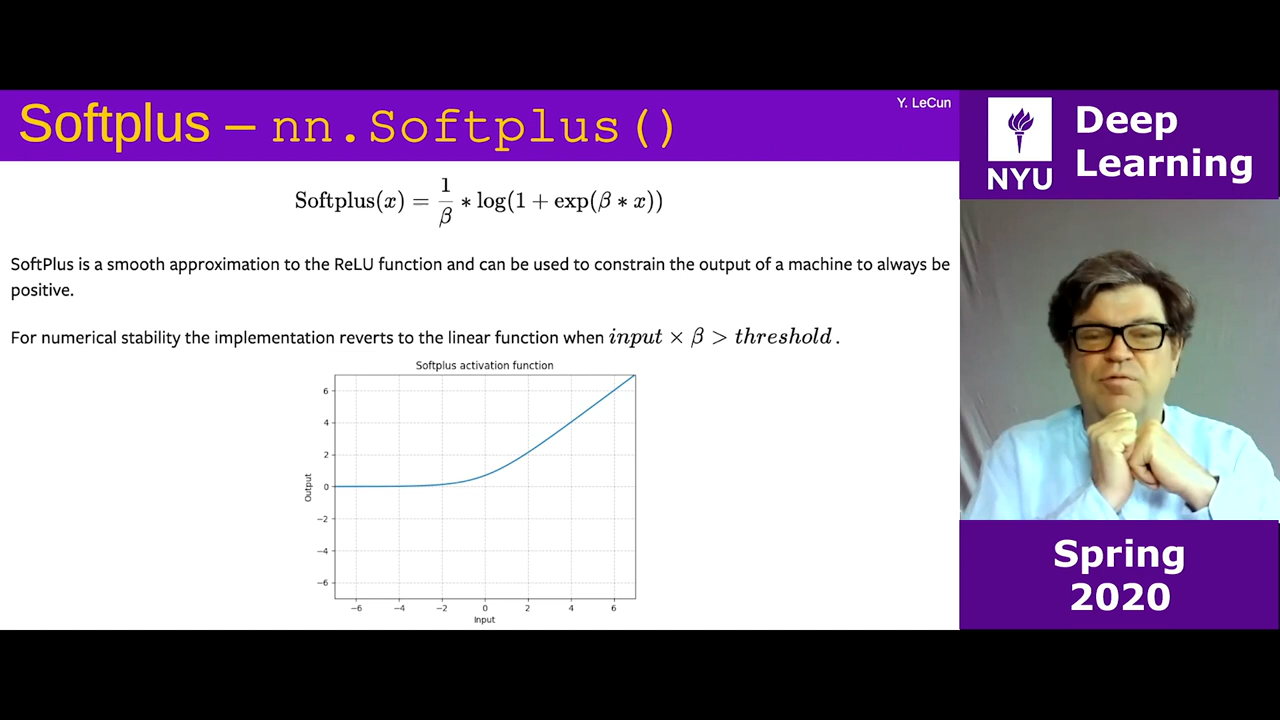 Softplus – nn.Softplus()
Y. LeCun
Softplus(x) = 1/β * log(1 + exp(β * x))
SoftPlus is a smooth approximation to the ReLU function and can be used to constrain the output of a machine to always be
positive.
For numerical stability the implementation reverts to the linear function when input × β > threshold.
Softplus activation function
6
4
2
0
−2
−4
−6
Output
−6 −4 −2 0 2 4 6
Input
NYU
Deep
Learning
Spring
2020